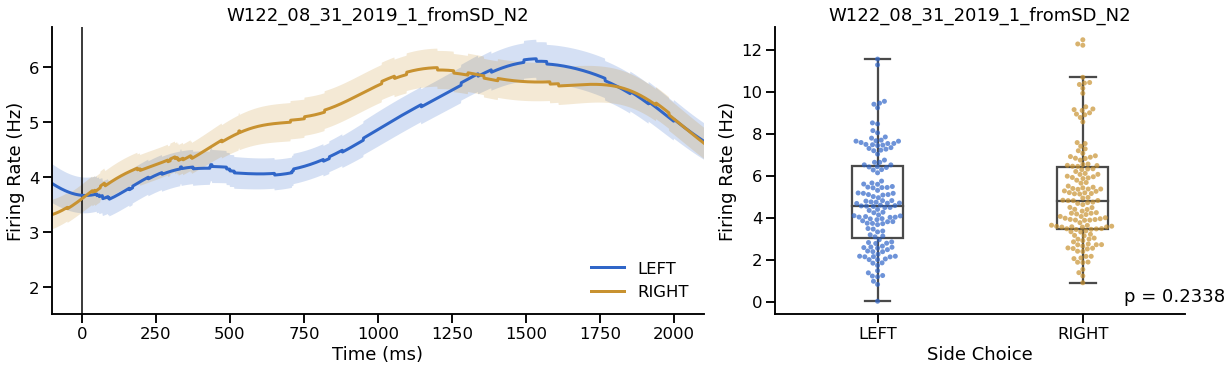 W122_08_31_2019_1_fromSD_N2
Firing Rate (Hz)
6
5
4
3
2
0 250 500 750 1000 1250 1500 1750 2000
Time (ms)
LEFT
RIGHT
W122_08_31_2019_1_fromSD_N2
Firing Rate (Hz)
12
10
8
6
4
2
0
p = 0.2338
LEFT RIGHT
Side Choice